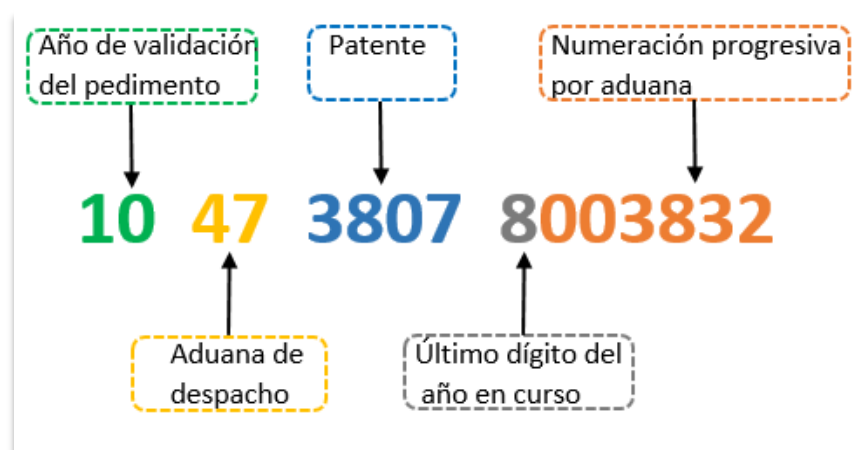 Año de validación
del pedimento
Patente
Numeración progresiva
por aduana
10 47 3807 8003832
Aduana de
despacho
Último dígito del
año en curso